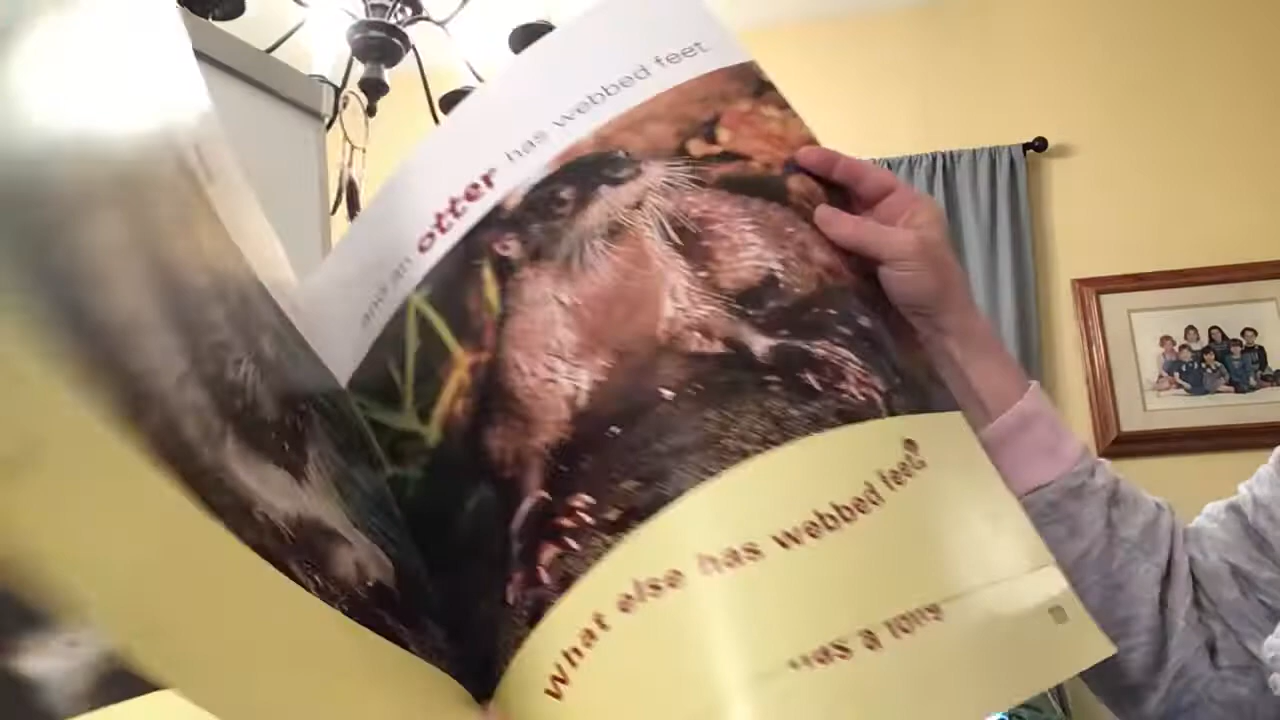 and an otter has webbed feet.
What else has webbed feet?
has a long